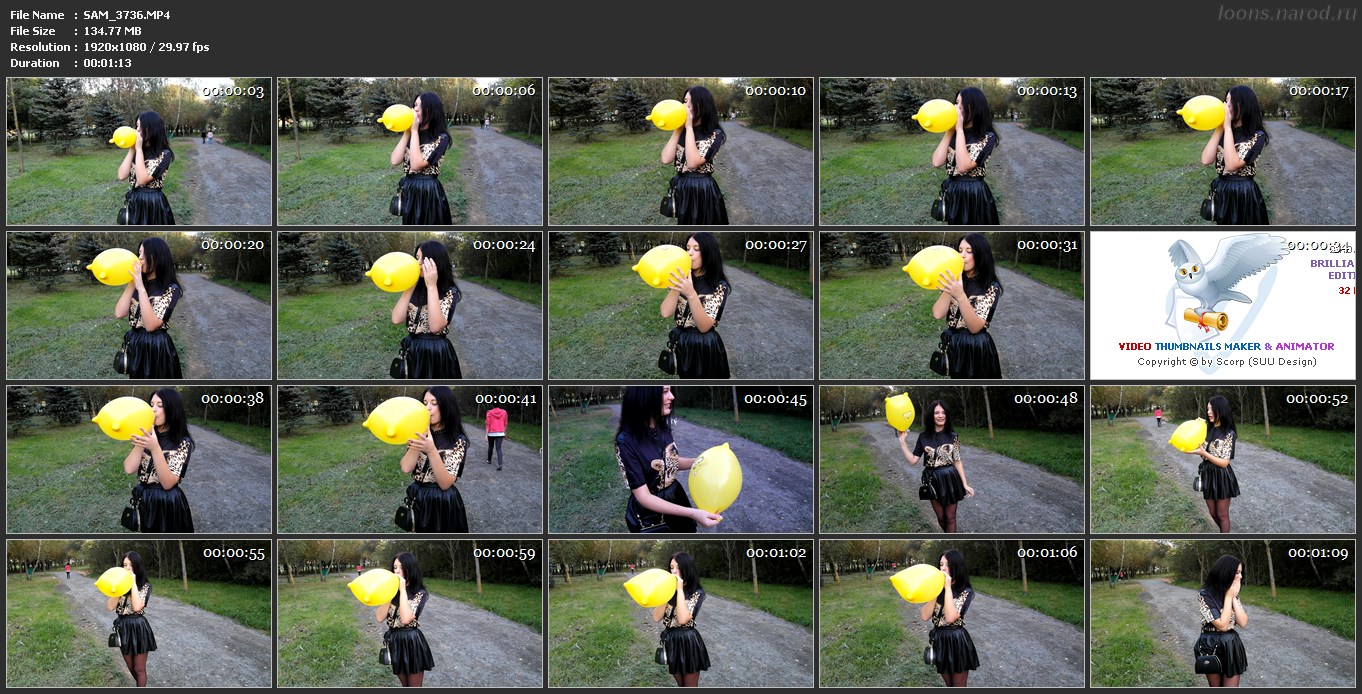 File Name : SAM_3736.MP4
loons.narod.ru
File Size : 134.77 MB
Resolution : 1920x1080 / 29.97 fps
Duration : 00:01:13
00:00:03
00:00:06
00:00:10
00:00:13
00:00:17
00:00:20
00:00:24
00:00:27
00:00:31
BRILLIA
EDIT
32
VIDEO THUMBNAILS MAKER & ANIMATOR
Copyright © by Scorp (SUU Design)
00:00:38
00:00:41
00:00:45
00:00:48
00:00:52
00:00:55
00:00:59
00:01:02
00:01:06
00:01:09